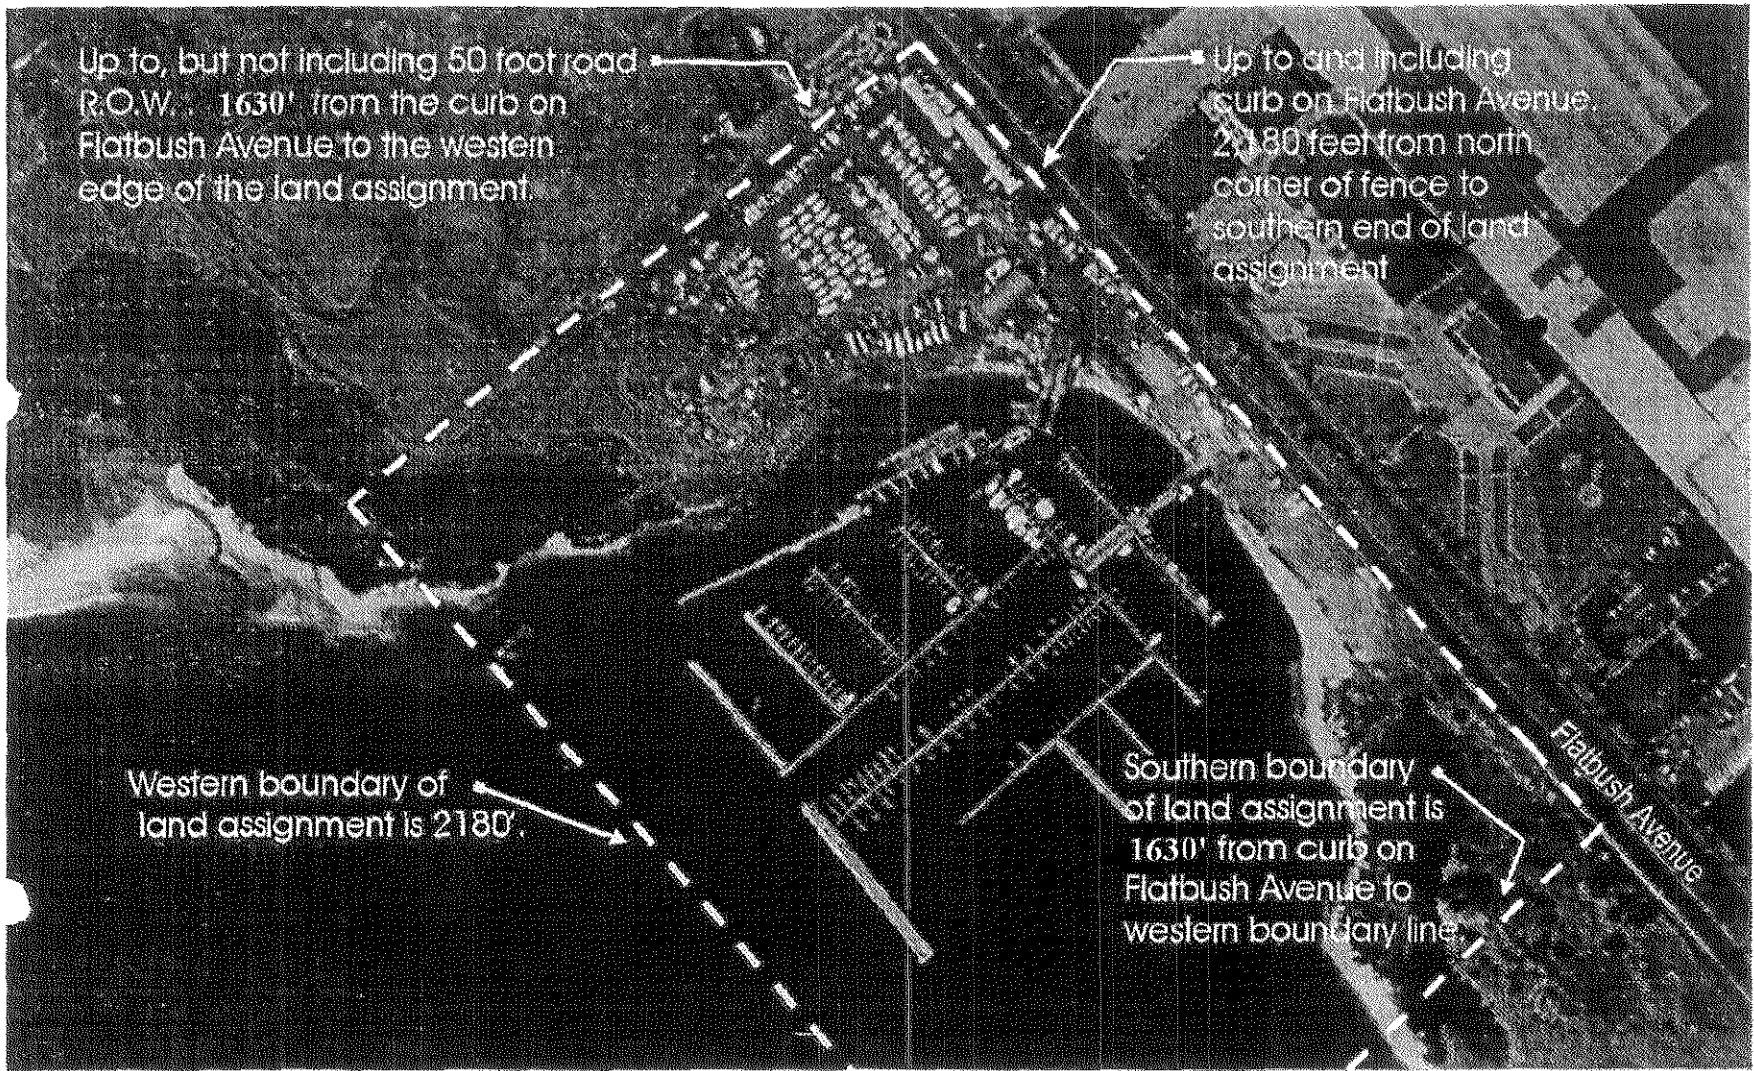 Up to, but not including 50 foot road
R.O.W. . 1630' from the curb on
Flatbush Avenue to the western
edge of the land assignment.
Up to and including
curb on Flatbush Avenue.
2,180 feet from north
corner of fence to
southern end of land
assignment
Western boundary of
land assignment is 2180'.
Southern boundary
of land assignment is
1630' from curb on
Flatbush Avenue to
western boundary line.
Flatbush Avenue